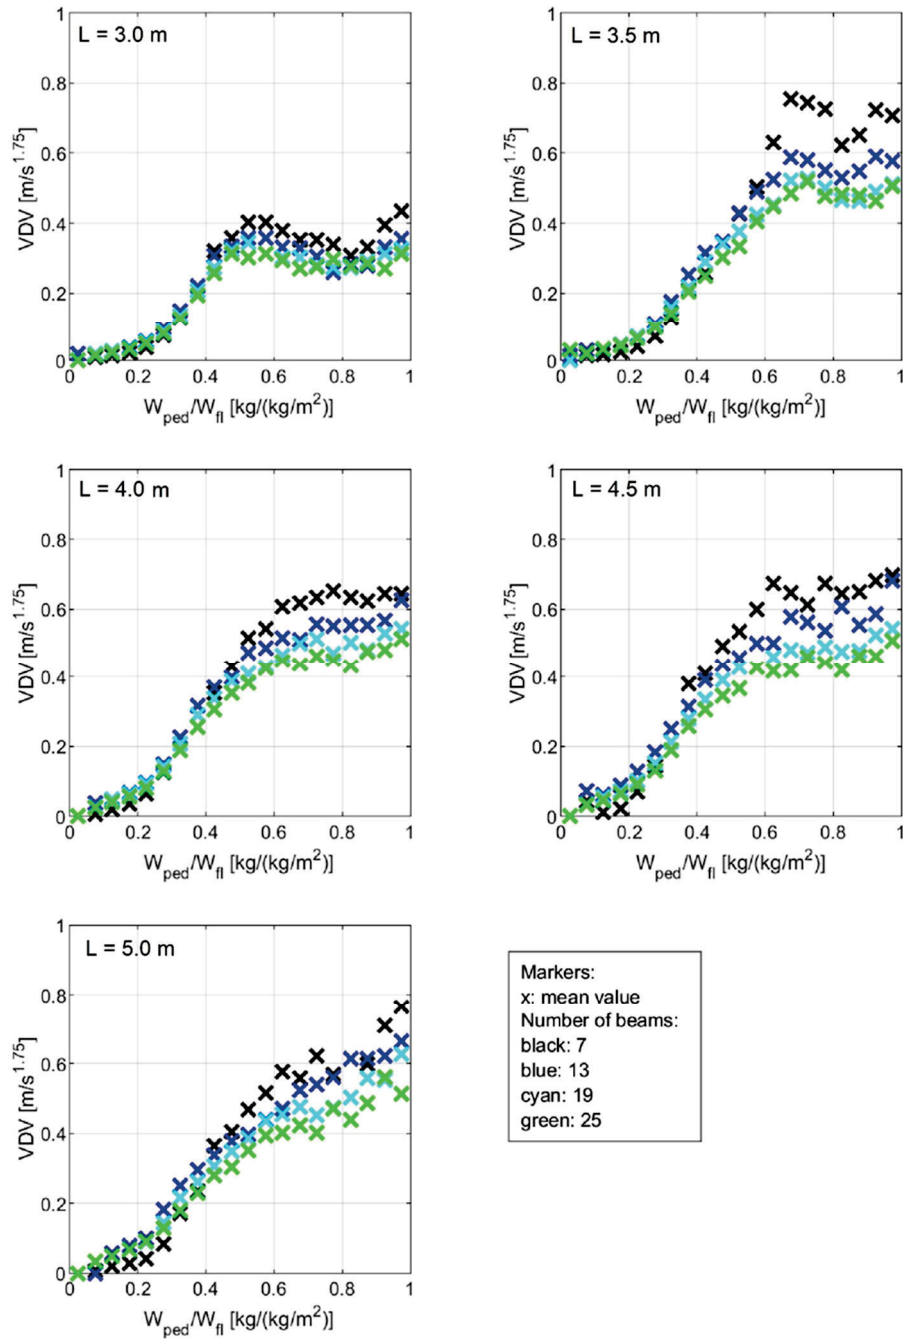 L = 3.0 m
1
0.8
0.6
0.4
0.2
0
VDV [m/s^1.75]
0 0.2 0.4 0.6 0.8 1
W_ped/W_fl [kg/(kg/m²)]
L = 3.5 m
1
0.8
0.6
0.4
0.2
0
VDV [m/s^1.75]
0 0.2 0.4 0.6 0.8 1
W_ped/W_fl [kg/(kg/m²)]
L = 4.0 m
1
0.8
0.6
0.4
0.2
0
VDV [m/s^1.75]
0 0.2 0.4 0.6 0.8 1
W_ped/W_fl [kg/(kg/m²)]
L = 4.5 m
1
0.8
0.6
0.4
0.2
0
VDV [m/s^1.75]
0 0.2 0.4 0.6 0.8 1
W_ped/W_fl [kg/(kg/m²)]
L = 5.0 m
1
0.8
0.6
0.4
0.2
0
VDV [m/s^1.75]
0 0.2 0.4 0.6 0.8 1
W_ped/W_fl [kg/(kg/m²)]
Markers:
x: mean value
Number of beams:
black: 7
blue: 13
cyan: 19
green: 25